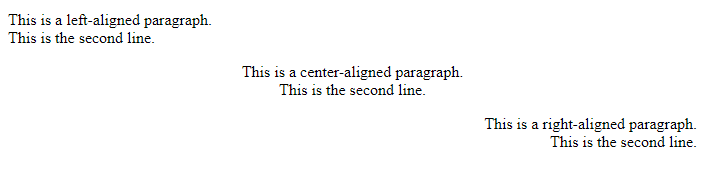 This is a left-aligned paragraph.
This is the second line.
This is a center-aligned paragraph.
This is the second line.
This is a right-aligned paragraph.
This is the second line.